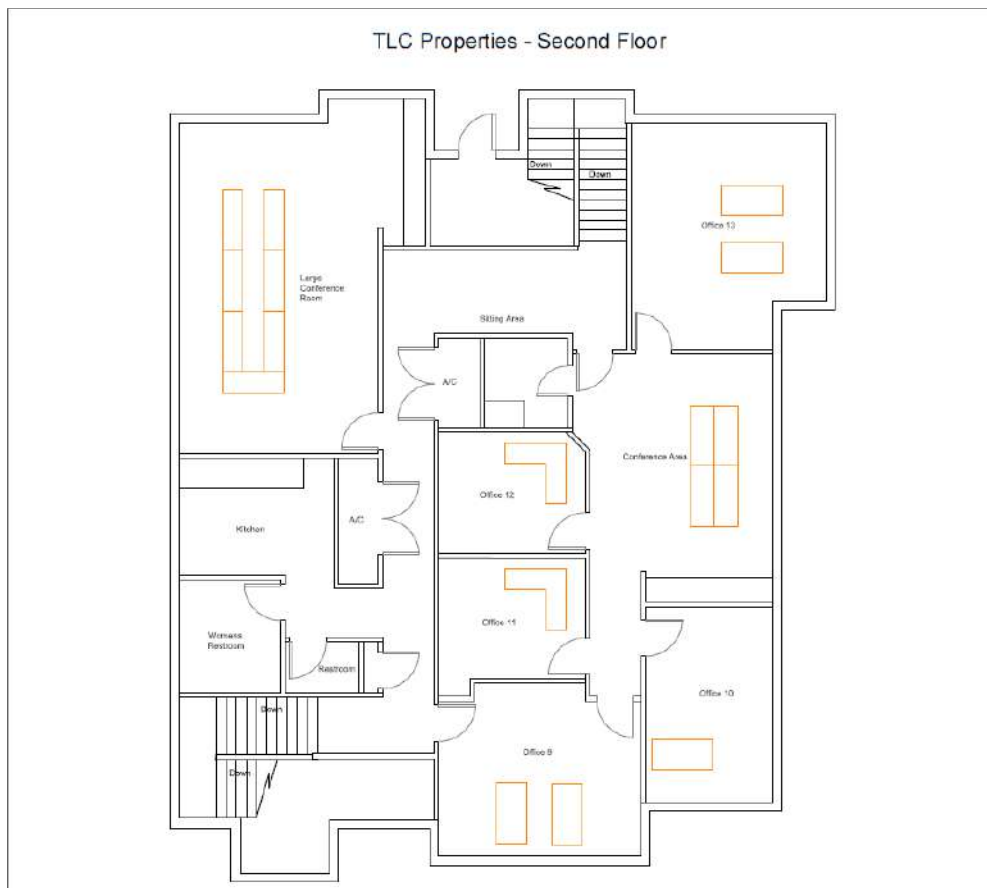 TLC Properties - Second Floor
Down
Down
Office 13
Large
Conference
Room
Sitting Area
A/C
Conference Area
Office 12
A/C
Kitchen
Office 11
Womens
Restroom
Restroom
Office 10
Down
Office 9
Down